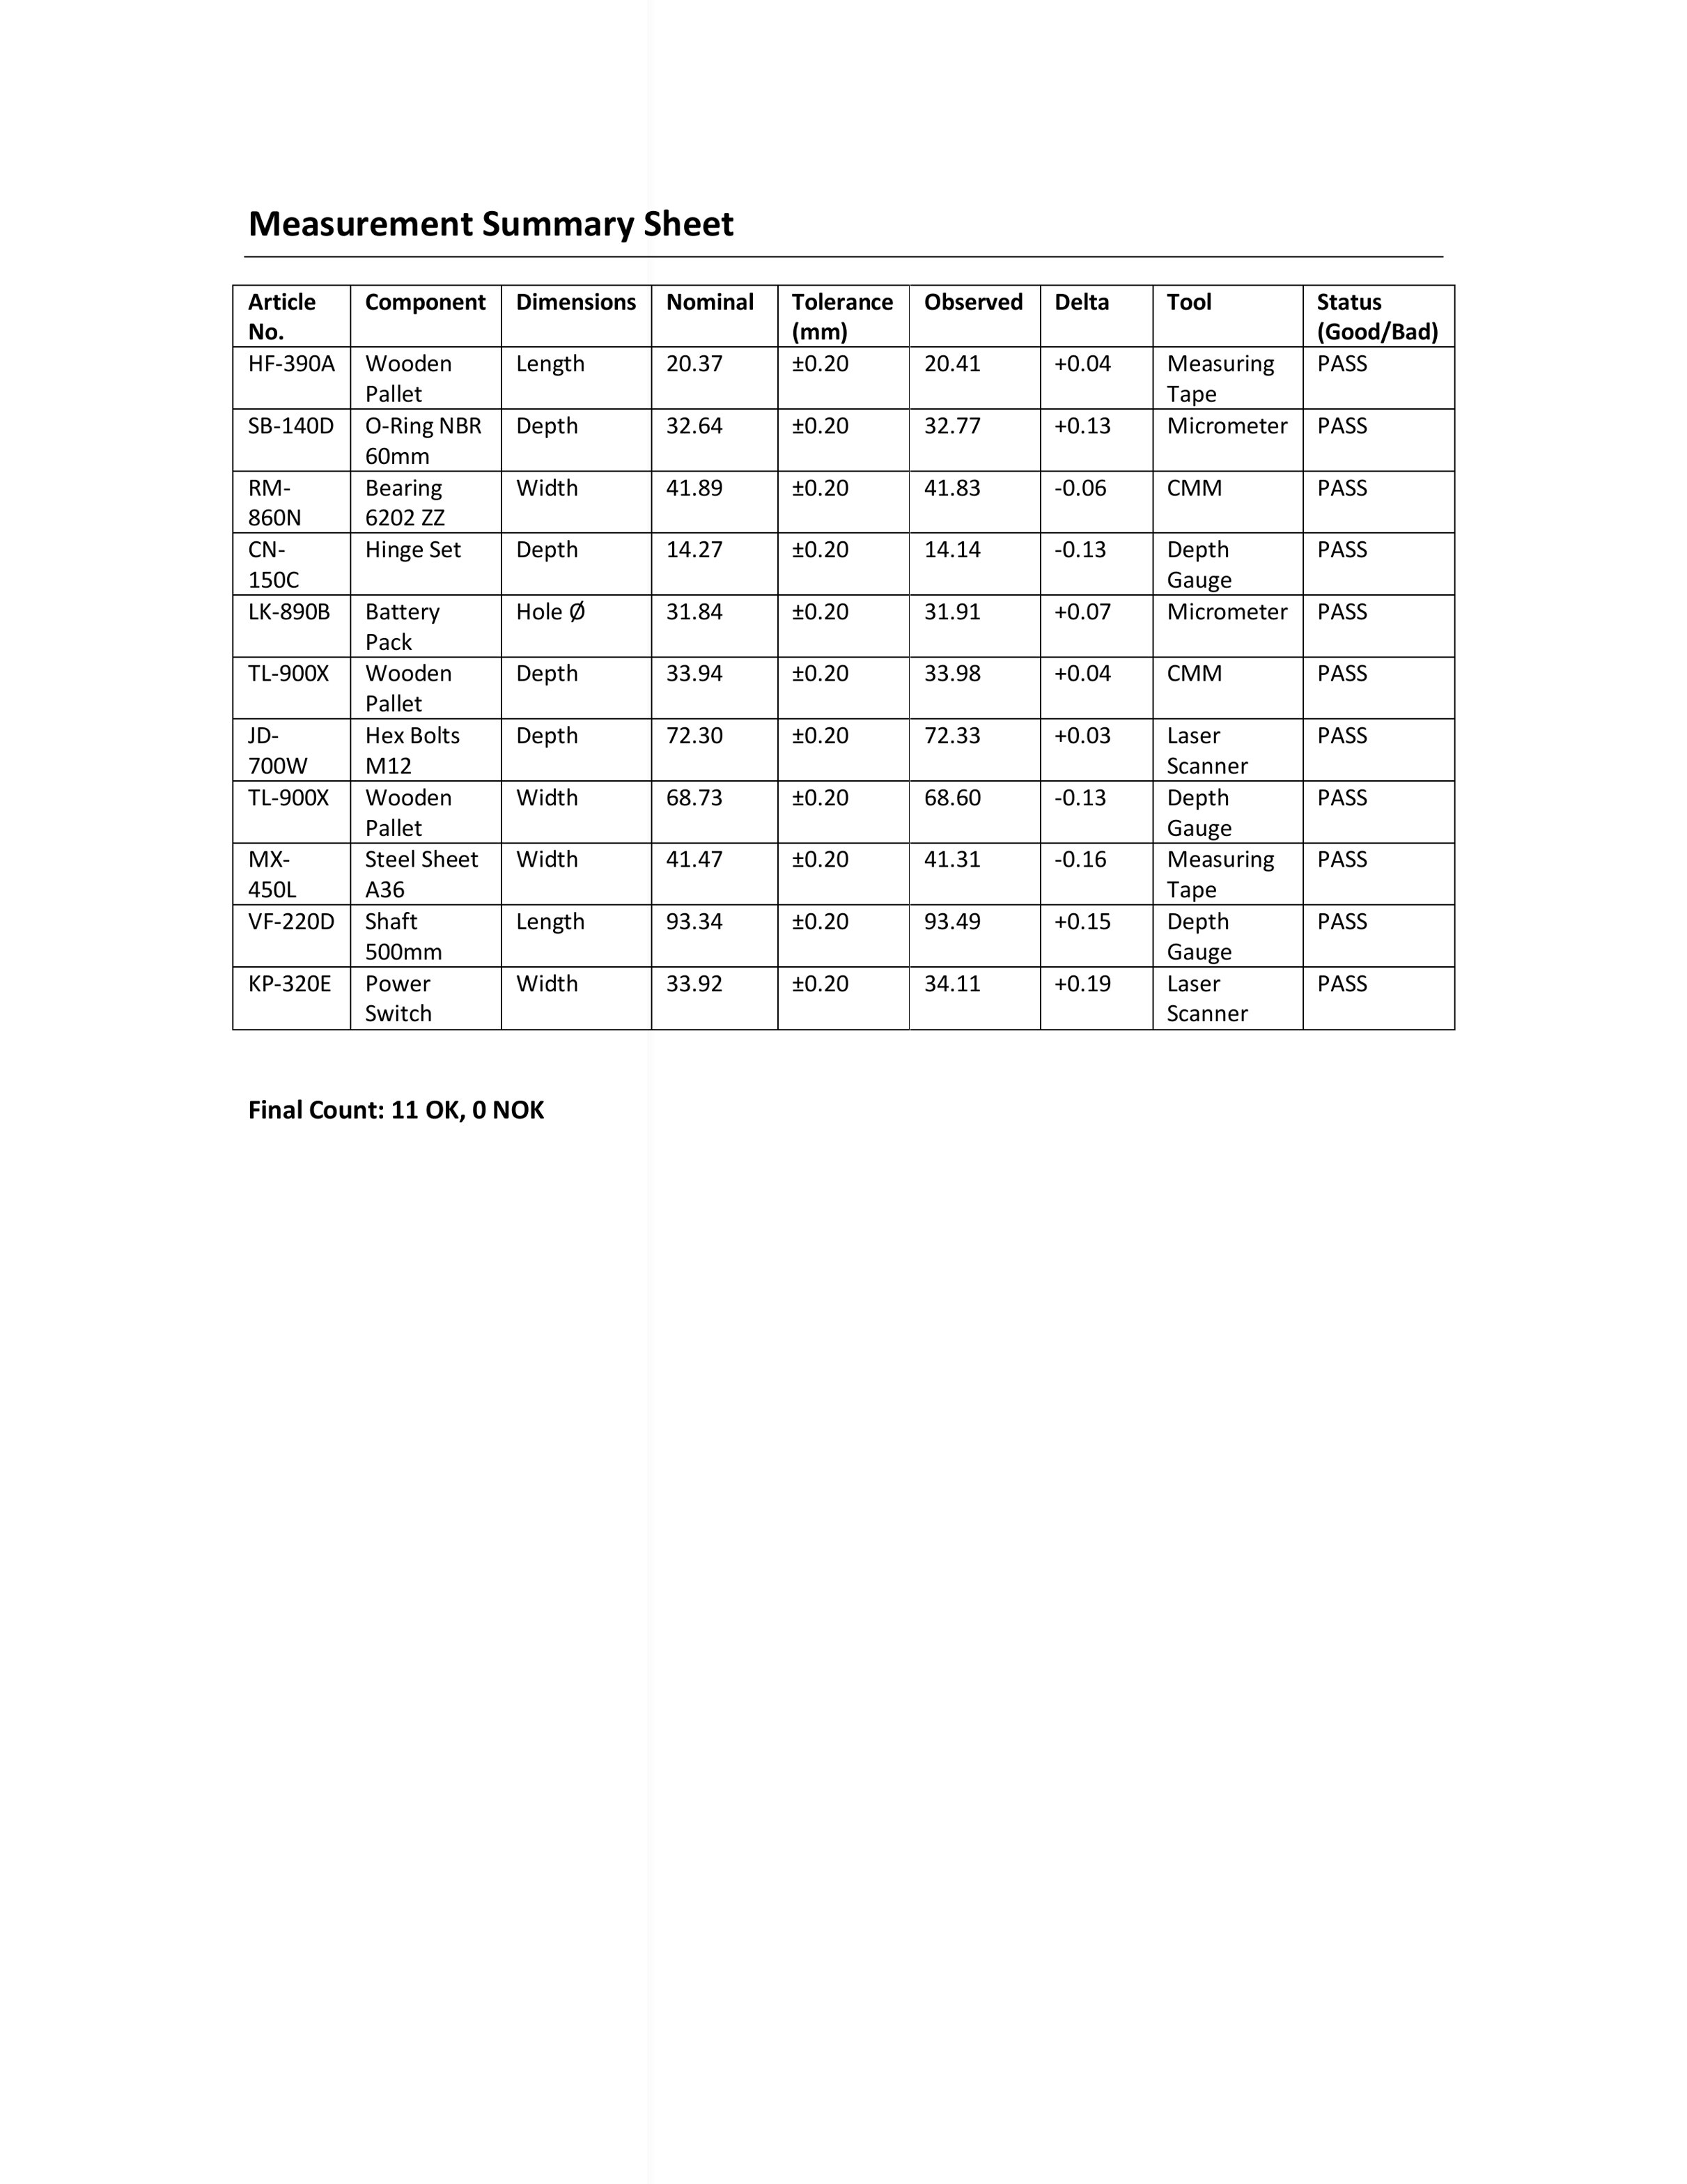 Measurement Summary Sheet
Article No. Component Dimensions Nominal Tolerance (mm) Observed Delta Tool Status (Good/Bad)
HF-390A Wooden Pallet Length 20.37 ±0.20 20.41 +0.04 Measuring Tape PASS
SB-140D O-Ring NBR 60mm Depth 32.64 ±0.20 32.77 +0.13 Micrometer PASS
RM-860N Bearing 6202 ZZ Width 41.89 ±0.20 41.83 -0.06 CMM PASS
CN-150C Hinge Set Depth 14.27 ±0.20 14.14 -0.13 Depth Gauge PASS
LK-890B Battery Pack Hole Ø 31.84 ±0.20 31.91 +0.07 Micrometer PASS
TL-900X Wooden Pallet Depth 33.94 ±0.20 33.98 +0.04 CMM PASS
JD-700W Hex Bolts M12 Depth 72.30 ±0.20 72.33 +0.03 Laser Scanner PASS
TL-900X Wooden Pallet Width 68.73 ±0.20 68.60 -0.13 Depth Gauge PASS
MX-450L Steel Sheet A36 Width 41.47 ±0.20 41.31 -0.16 Measuring Tape PASS
VF-220D Shaft 500mm Length 93.34 ±0.20 93.49 +0.15 Depth Gauge PASS
KP-320E Power Switch Width 33.92 ±0.20 34.11 +0.19 Laser Scanner PASS
Final Count: 11 OK, 0 NOK